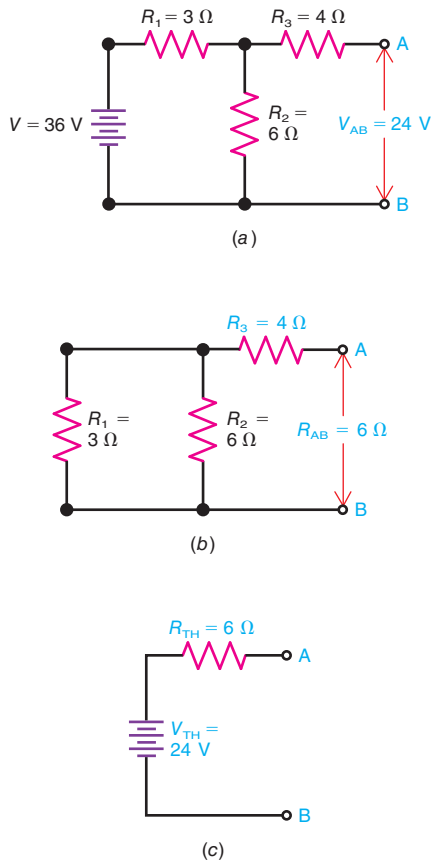 R1 = 3 Ω R3 = 4 Ω
A
V = 36 V
R2 =
6 Ω
VAB = 24 V
B
(a)
R3 = 4 Ω
A
R1 =
3 Ω
R2 =
6 Ω
RAB = 6 Ω
B
(b)
RTH = 6 Ω
A
VTH =
24 V
B
(c)